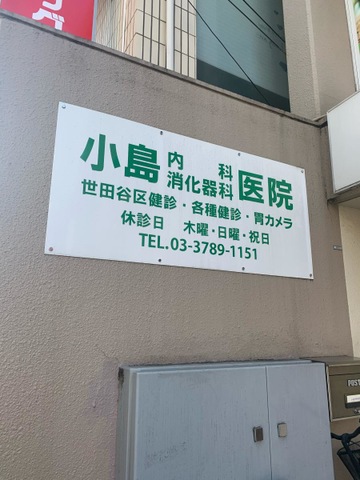 小島内科消化器科医院
世田谷区健診・各種健診・胃カメラ
休診日 木曜・日曜・祝日
TEL.03-3789-1151
POST